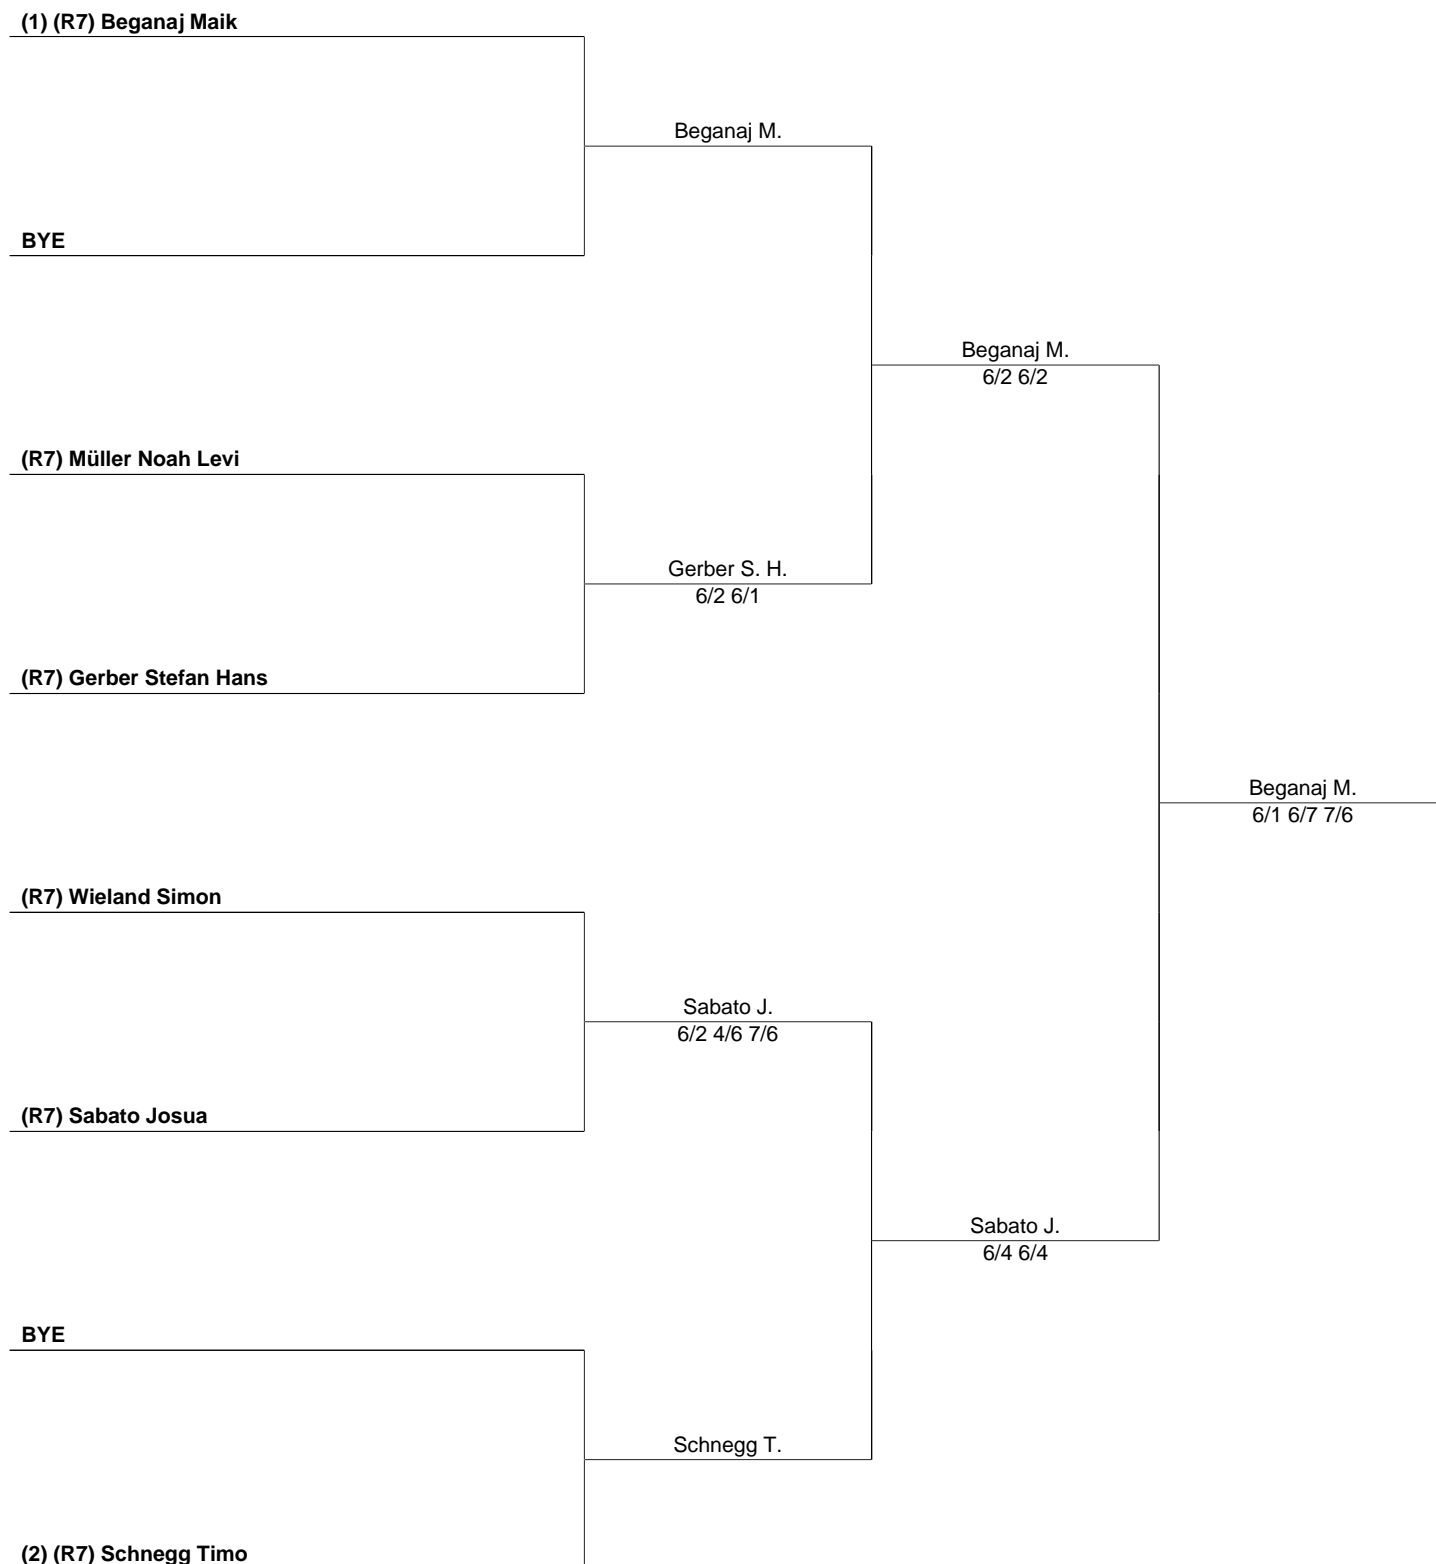 (1) (R7) Beganaj Maik
Beganaj M.
BYE
Beganaj M.
6/2 6/2
(R7) Müller Noah Levi
Gerber S. H.
6/2 6/1
(R7) Gerber Stefan Hans
Beganaj M.
6/1 6/7 7/6
(R7) Wieland Simon
Sabato J.
6/2 4/6 7/6
(R7) Sabato Josua
Sabato J.
6/4 6/4
BYE
Schnegg T.
(2) (R7) Schnegg Timo